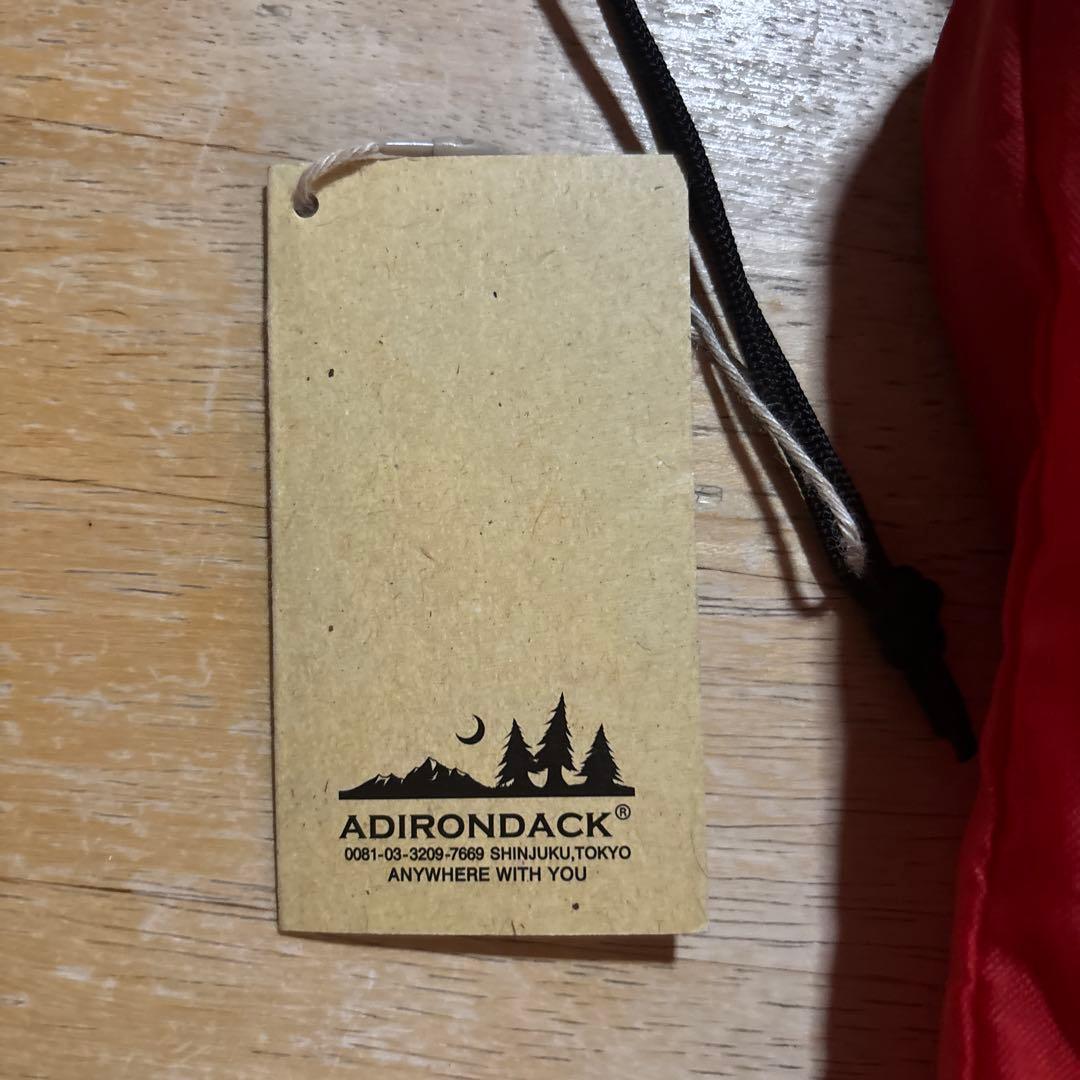 ADIRONDACK®
0081-03-3209-7669 SHINJUKU,TOKYO
ANYWHERE WITH YOU